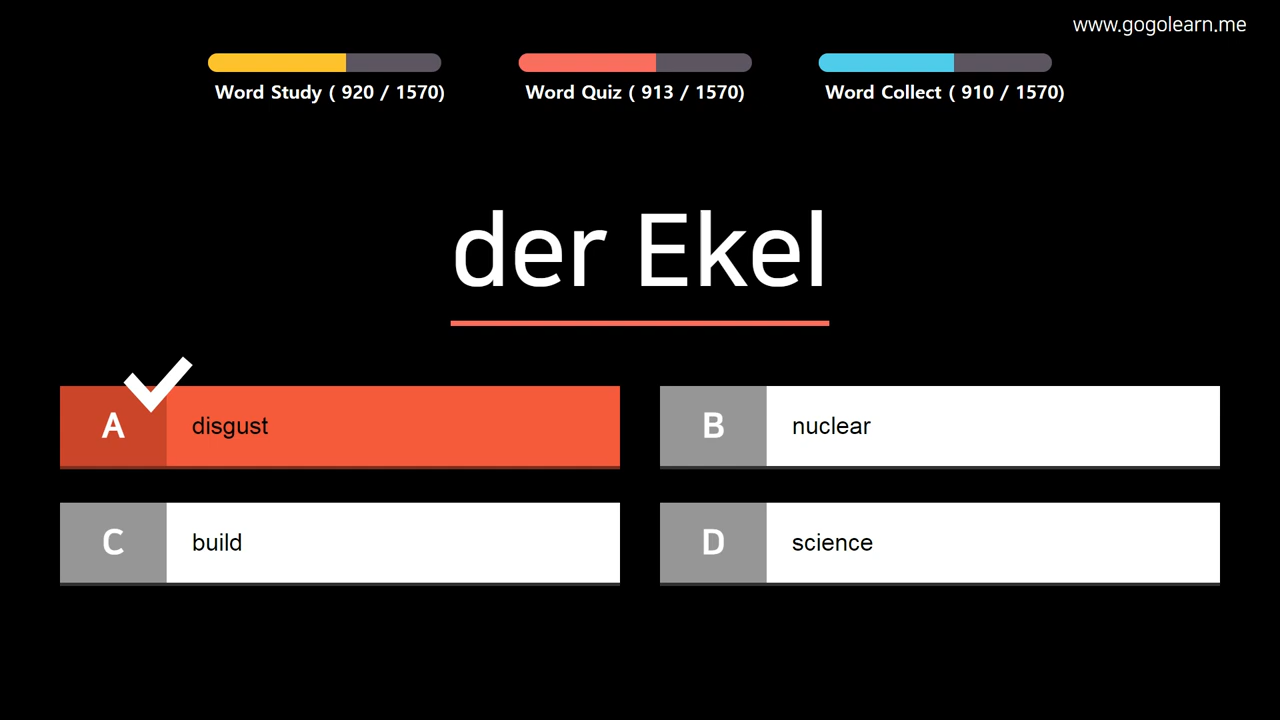 www.gogolearn.me
Word Study ( 920 / 1570)
Word Quiz ( 913 / 1570)
Word Collect ( 910 / 1570)
der Ekel
A disgust
B nuclear
C build
D science